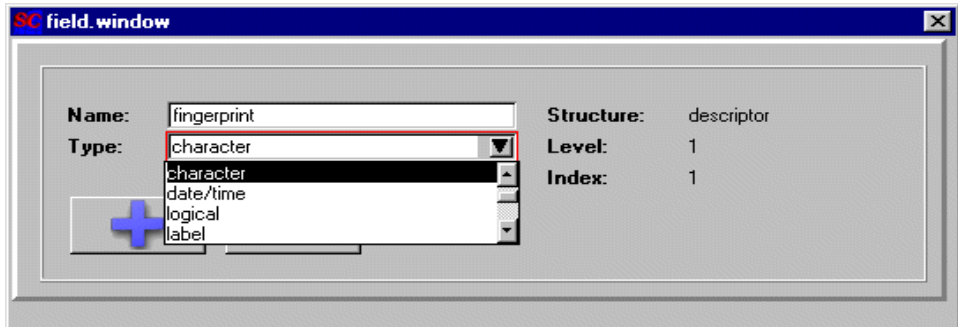 SC field.window
Name: fingerprint Structure: descriptor
Type: character Level: 1
character Index: 1
date/time
logical
label